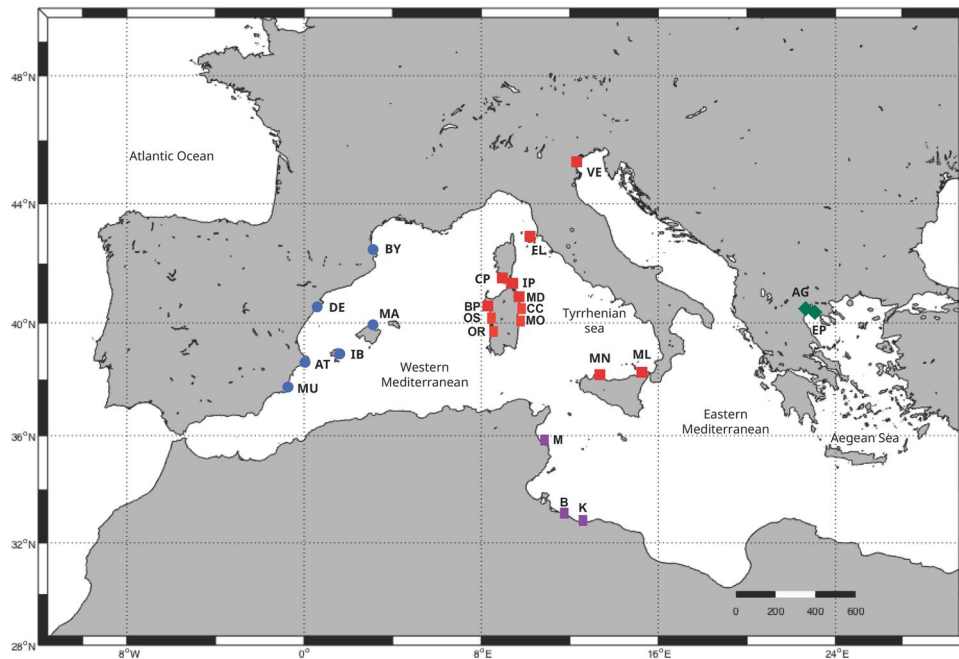 48°N
Atlantic Ocean
VE
44°N
BY
EL
CP
IP
AG
DE
BP
MD
MA
OS
CC
Tyrrhenian
sea
EP
40°N
OR
MO
IB
AT
MN
ML
Western
Mediterranean
MU
Eastern
Mediterranean
Aegean Sea
36°N
M
B
K
32°N
0
200
400
600
28°N
8°W
0°
8°E
16°E
24°E